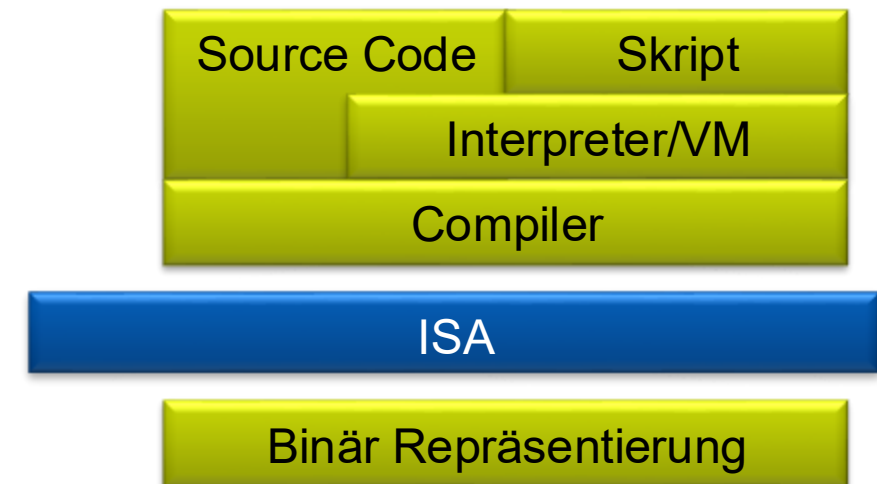 Source Code
Skript
Interpreter/VM
Compiler
ISA
Binär Repräsentierung